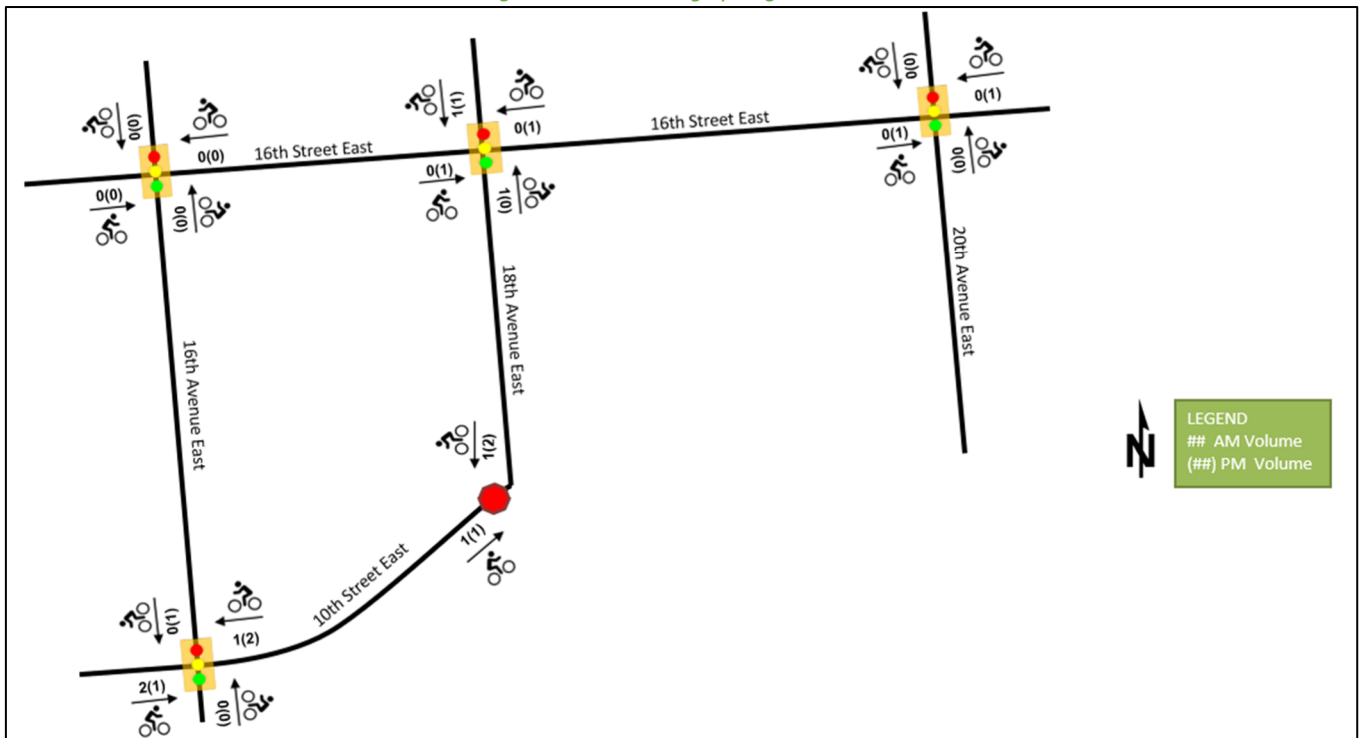 0(0)
0(0)
0(0)
0(0)
16th Street East
1(1)
0(1)
0(1)
1(0)
16th Street East
0(0)
0(1)
0(1)
0(0)
16th Avenue East
18th Avenue East
20th Avenue East
LEGEND
## AM Volume
(##) PM Volume
N
1(2)
1(1)
10th Street East
0(1)
1(2)
2(1)
0(0)